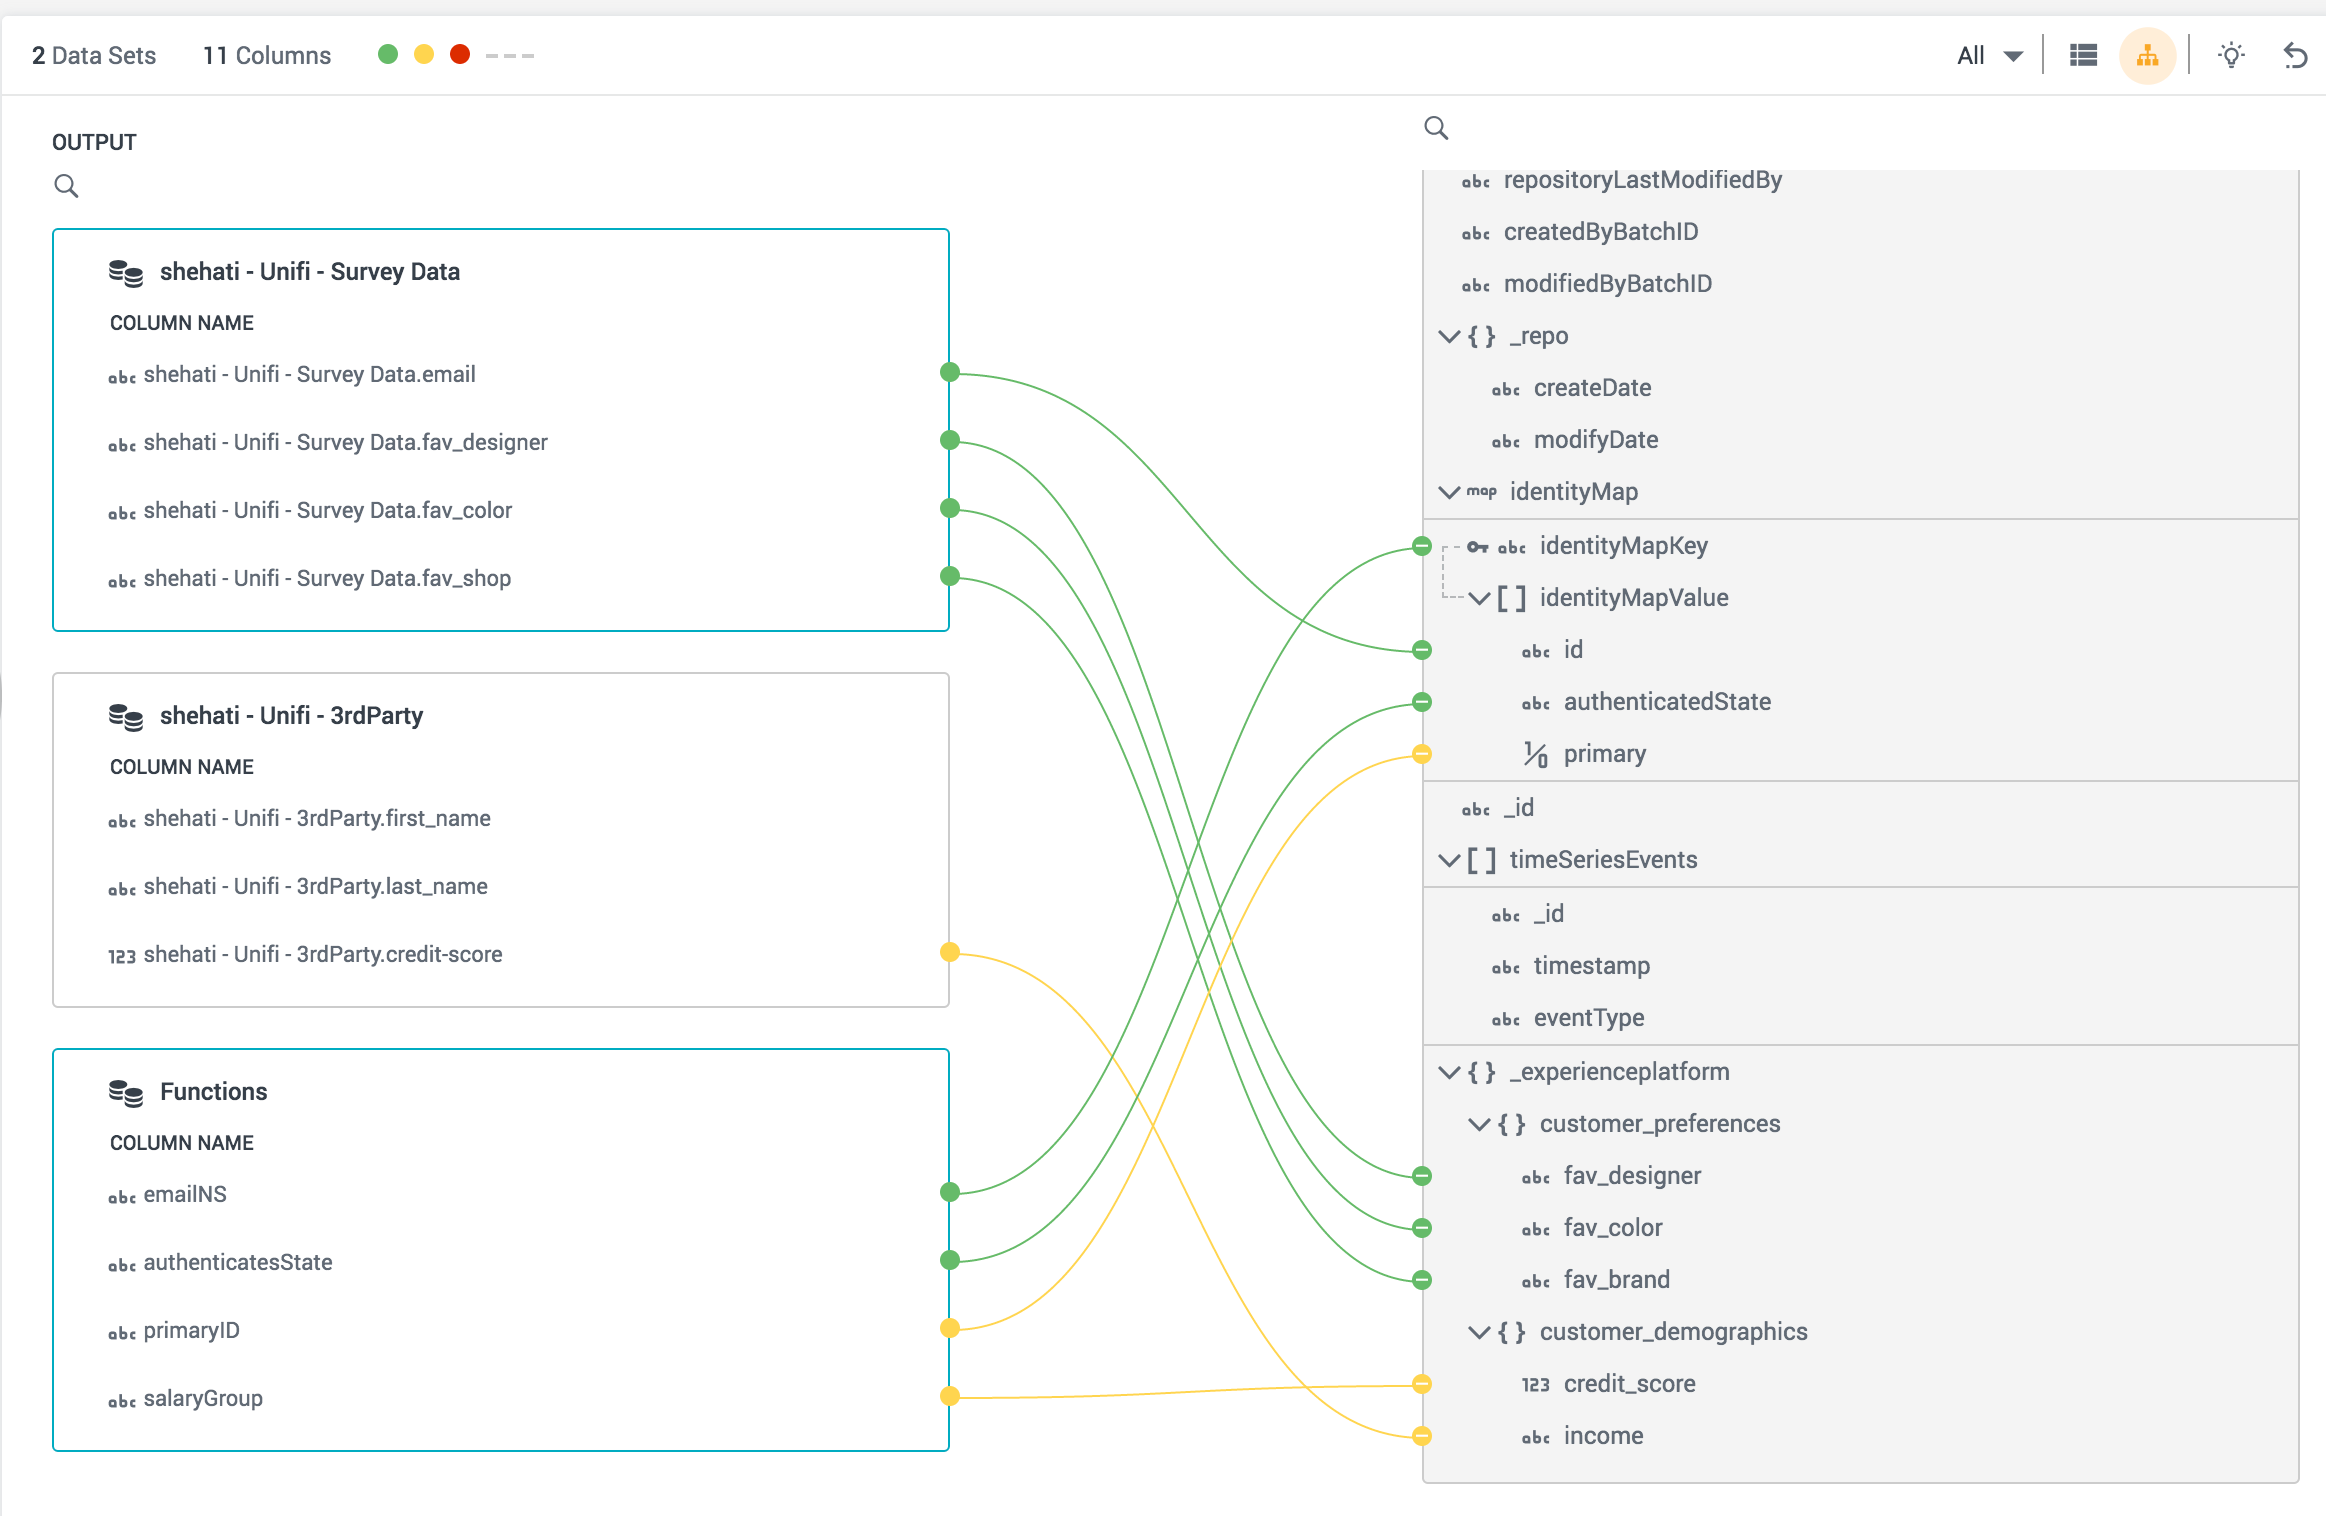 2 Data Sets 11 Columns All
OUTPUT
shehati - Unifi - Survey Data
COLUMN NAME
abc shehati - Unifi - Survey Data.email
abc shehati - Unifi - Survey Data.fav_designer
abc shehati - Unifi - Survey Data.fav_color
abc shehati - Unifi - Survey Data.fav_shop
shehati - Unifi - 3rdParty
COLUMN NAME
abc shehati - Unifi - 3rdParty.first_name
abc shehati - Unifi - 3rdParty.last_name
123 shehati - Unifi - 3rdParty.credit-score
Functions
COLUMN NAME
abc emailNS
abc authenticatesState
abc primaryID
abc salaryGroup
abc repositoryLastModifiedBy
abc createdByBatchID
abc modifiedByBatchID
{ } _repo
abc createDate
abc modifyDate
map identityMap
abc identityMapKey
[ ] identityMapValue
abc id
abc authenticatedState
1/0 primary
abc _id
[ ] timeSeriesEvents
abc _id
abc timestamp
abc eventType
{ } _experienceplatform
{ } customer_preferences
abc fav_designer
abc fav_color
abc fav_brand
{ } customer_demographics
123 credit_score
abc income